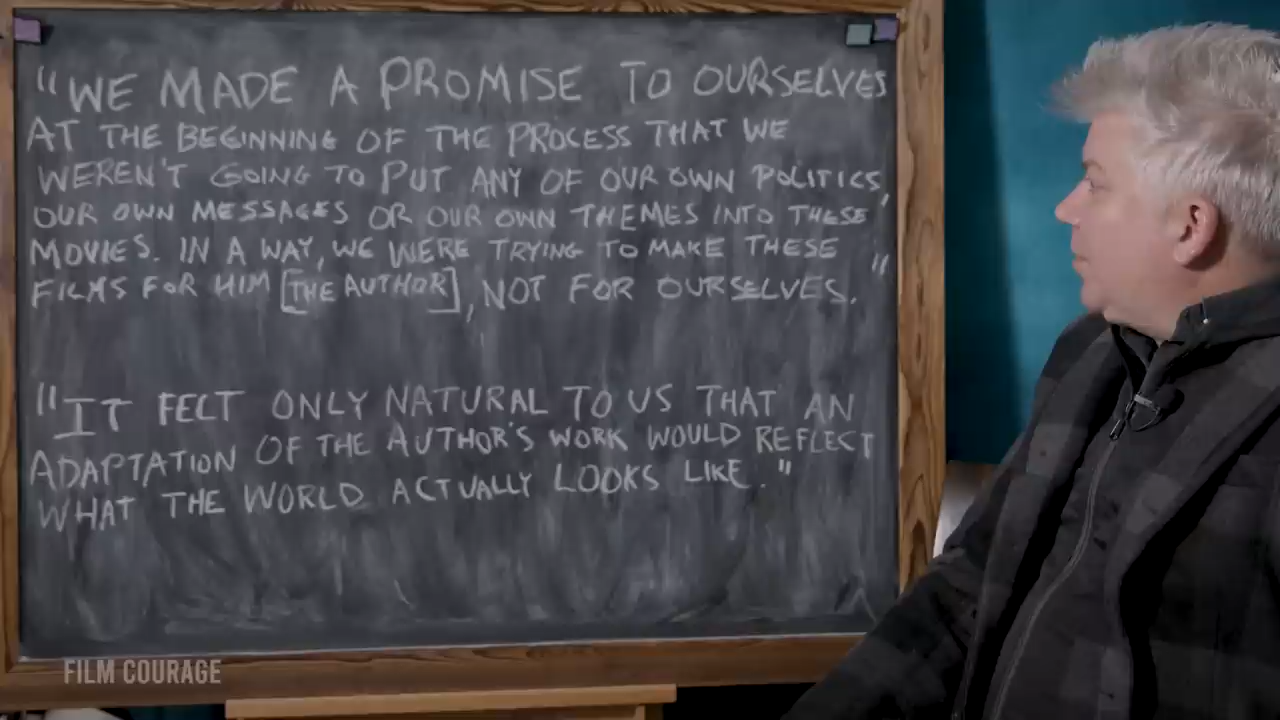 "WE MADE A PROMISE TO OURSELVES
AT THE BEGINNING OF THE PROCESS THAT WE
WEREN'T GOING TO PUT ANY OF OUR OWN POLITICS,
OUR OWN MESSAGES OR OUR OWN THEMES INTO THESE
MOVIES. IN A WAY, WE WERE TRYING TO MAKE THESE
FILMS FOR HIM [THE AUTHOR], NOT FOR OURSELVES."
"IT FELT ONLY NATURAL TO US THAT AN
ADAPTATION OF THE AUTHOR'S WORK WOULD REFLECT
WHAT THE WORLD ACTUALLY LOOKS LIKE."
FILM COURAGE